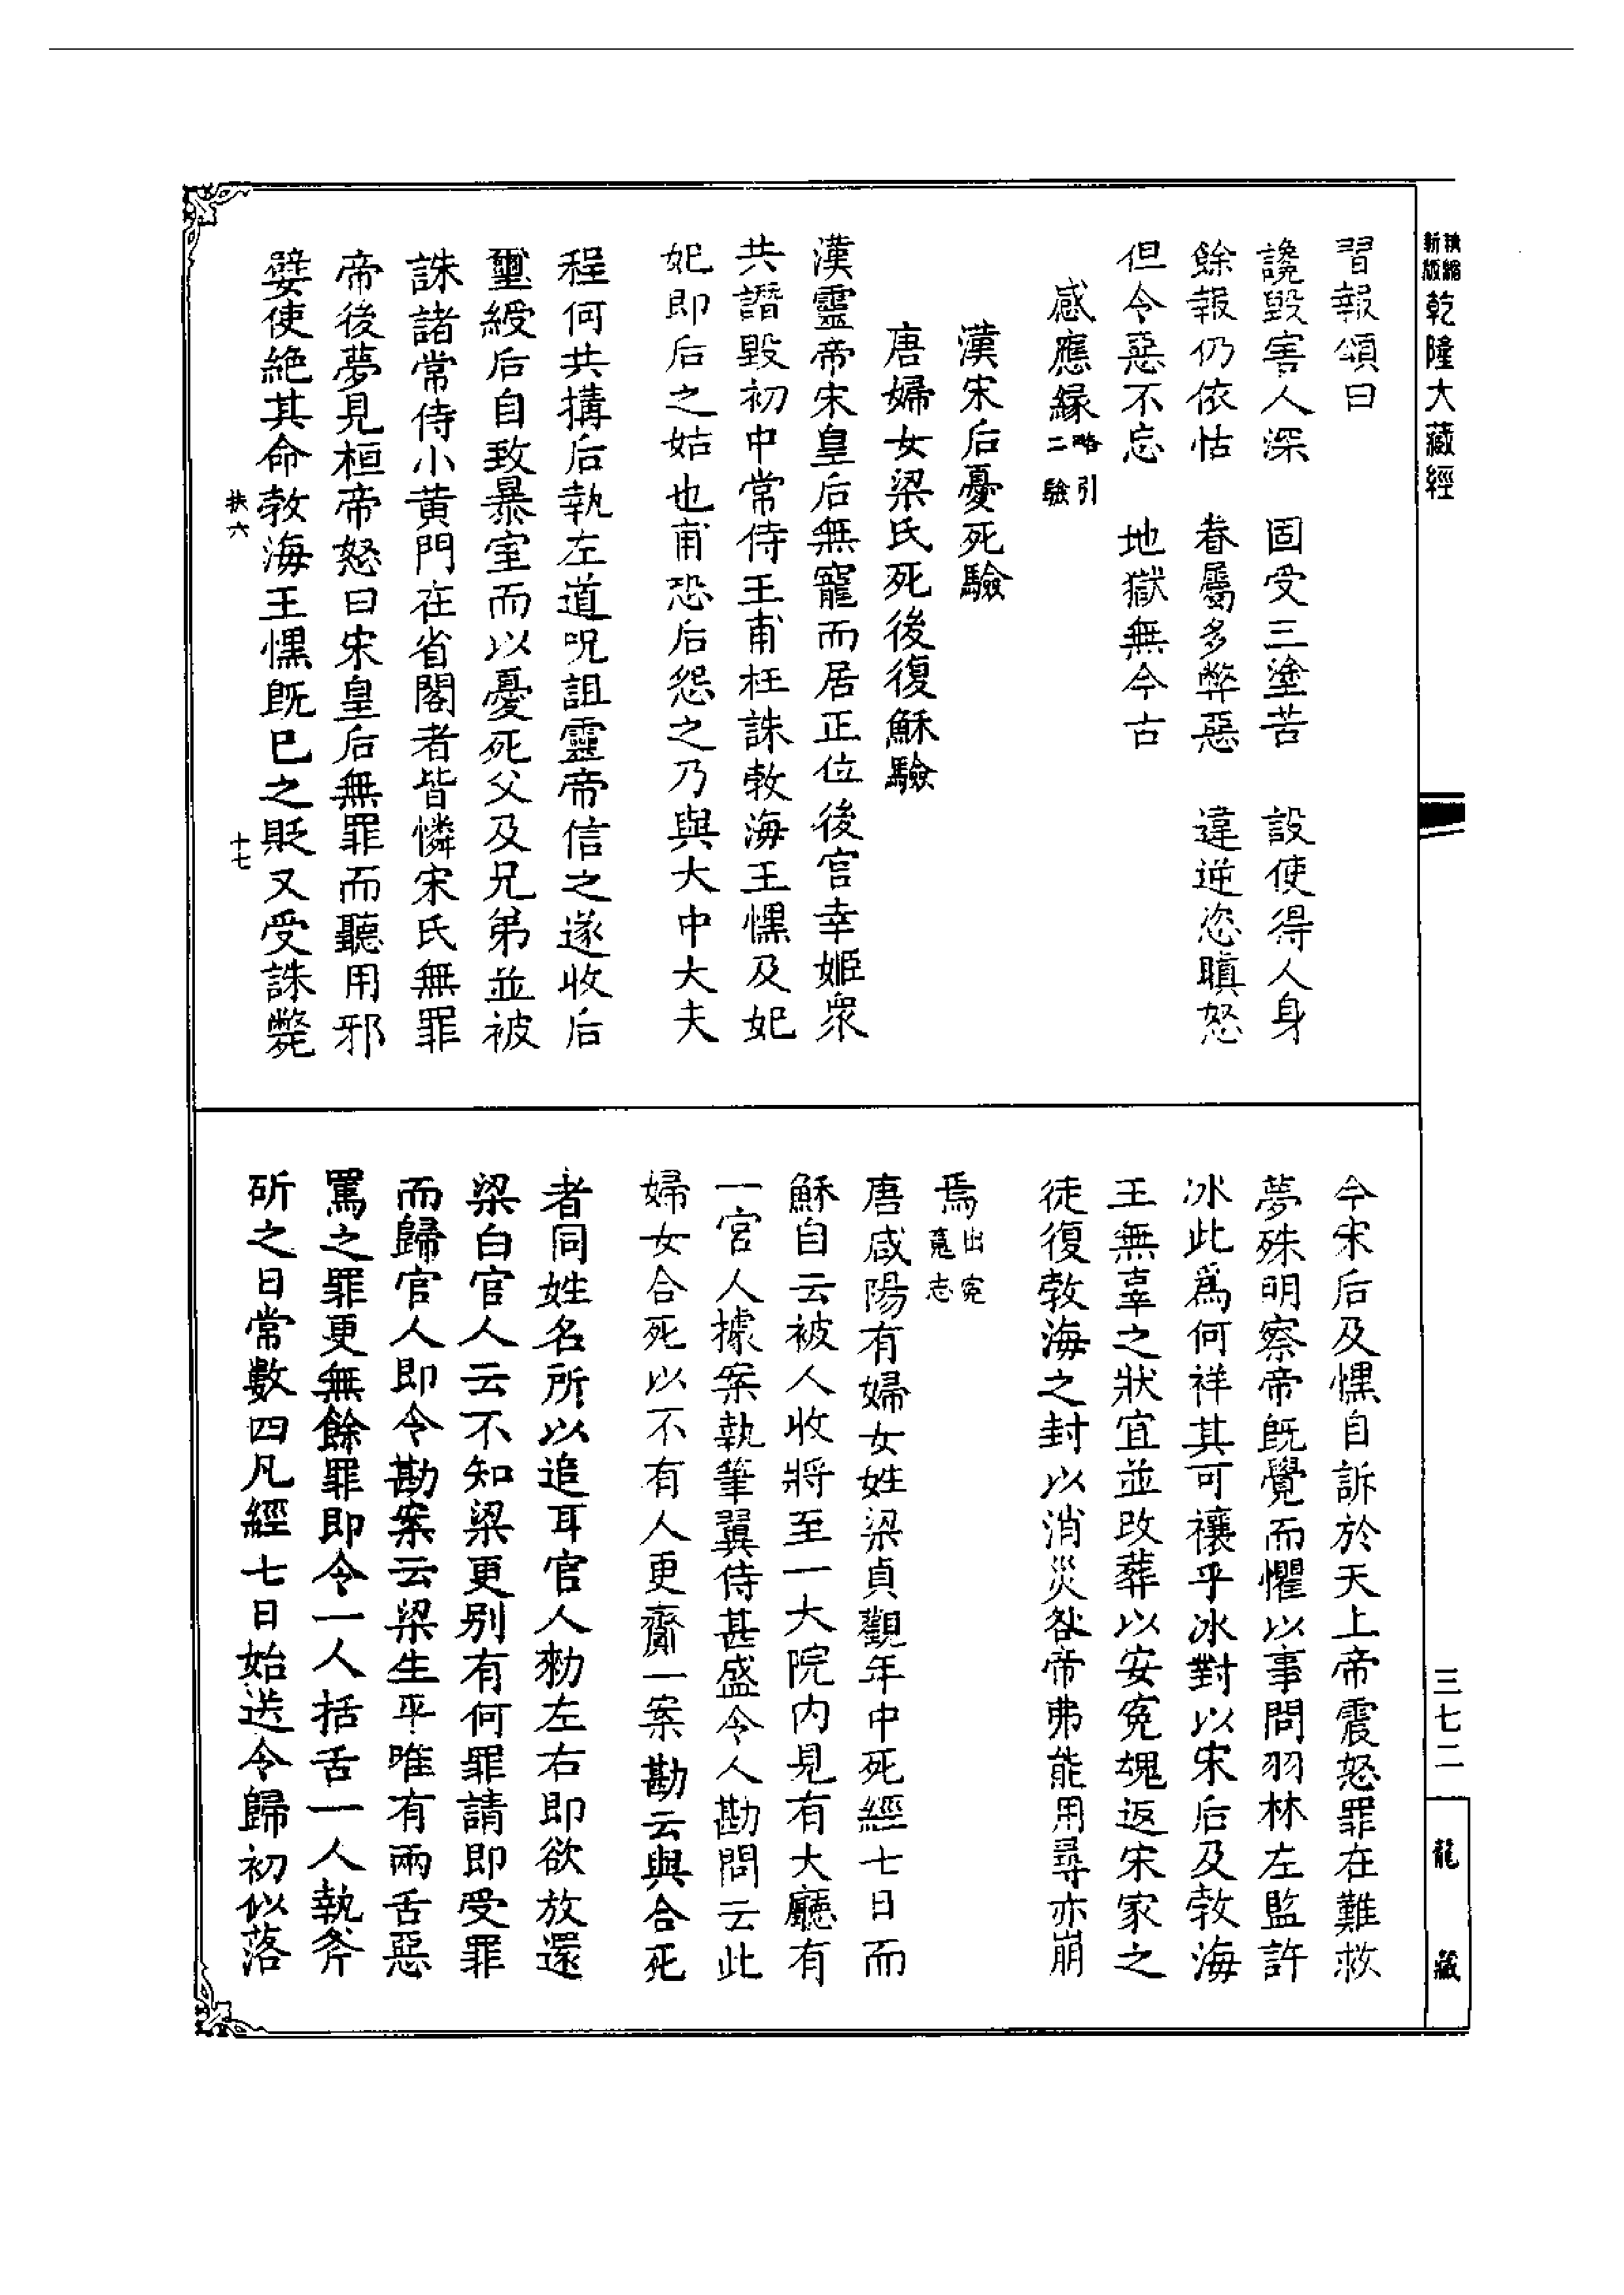 新版精縮乾隆大藏經
習報頌曰
讒毀害人深　固受三塗苦　設使得人身
餘報仍依怙　眷屬多弊惡　違逆恣瞋怒
但令惡不忘　地獄無今古
感應緣略引二驗
漢宋后憂死驗
唐婦女梁氏死後復穌驗
漢靈帝宋皇后無寵而居正位後宮幸姬衆
共譖毀初中常侍王甫枉誅教海王悝及妃
妃即后之姑也甫恐后怨之乃與大中大夫
程何共搆后執左道呪詛靈帝信之遂收后
璽綬后自致暴室而以憂死父及兄弟並被
誅諸常侍小黃門在省閣者皆憐宋氏無罪
帝後夢見桓帝怒曰宋皇后無罪而聽用邪
嬖使絶其命教海王悝旣已之貶又受誅斃
扶六　十七
今宋后及悝自訴於天上帝震怒罪在難救
夢殊明察帝旣覺而懼以事問羽林左監許
冰此爲何祥其可禳乎冰對以宋后及教海
王無辜之狀宜並改葬以安冤魂返宋家之
徒復教海之封以消災咎帝弗能用尋亦崩
焉出冤魂志
唐咸陽有婦女姓梁貞觀年中死經七日而
穌自云被人收將至一大院内見有大廳有
一官人據案執筆翼侍甚盛令人勘問云此
婦女合死以不有人更齎一案勘云與合死
者同姓名所以追耳官人勑左右即欲放還
梁白官人云不知梁更别有何罪請即受罪
而歸官人即令勘案云梁生平唯有兩舌惡
罵之罪更無餘罪即令一人括舌一人執斧
斫之日常數四凡經七日始送令歸初似落
三七二
龍藏